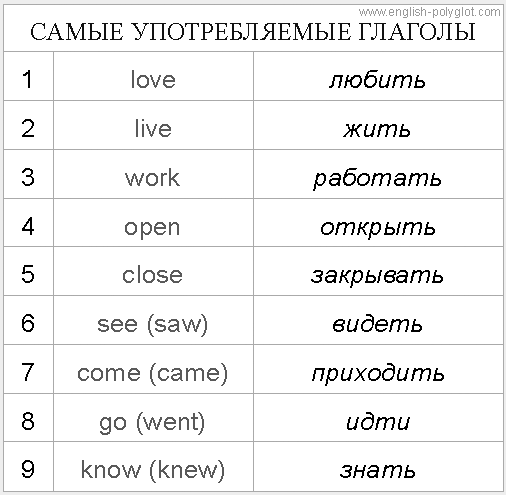 www.english-polyglot.com
САМЫЕ УПОТРЕБЛЯЕМЫЕ ГЛАГОЛЫ
1 love любить
2 live жить
3 work работать
4 open открыть
5 close закрывать
6 see (saw) видеть
7 come (came) приходить
8 go (went) идти
9 know (knew) знать